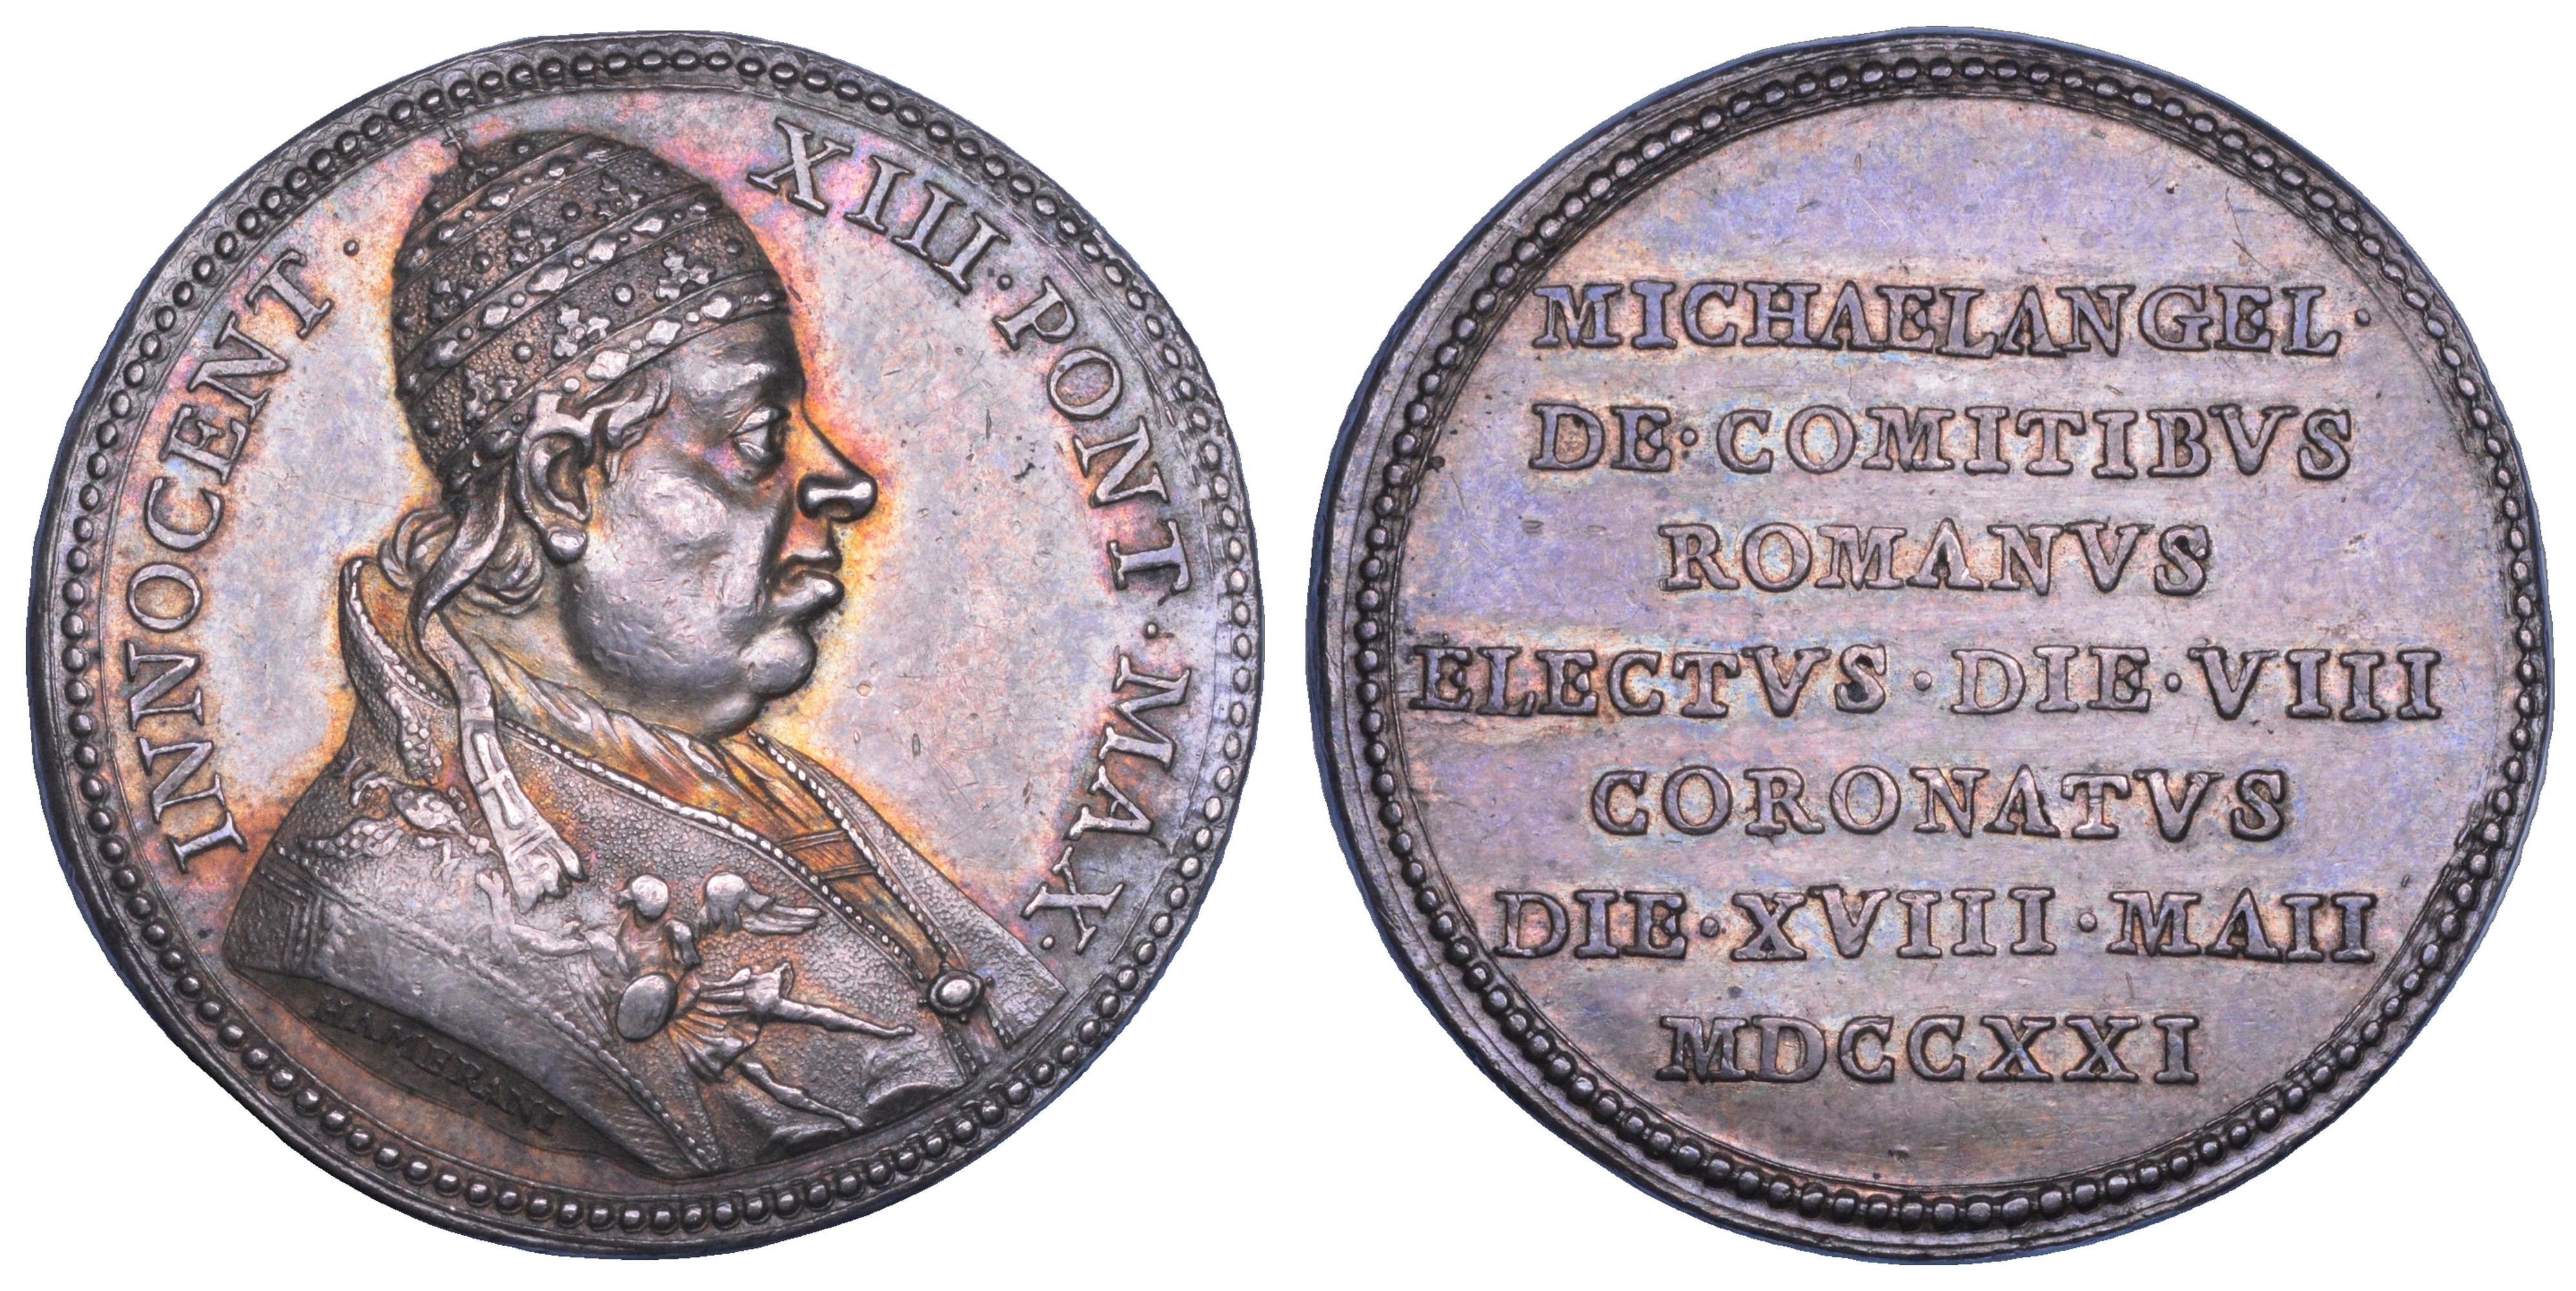 INNOCENT · XIII · PONT · MAX ·
HAMERANI
MICHAELANGEL ·
DE · COMITIBVS
ROMANVS
ELECTVS · DIE · VIII
CORONATVS
DIE · XVIII · MAII
MDCCXXI